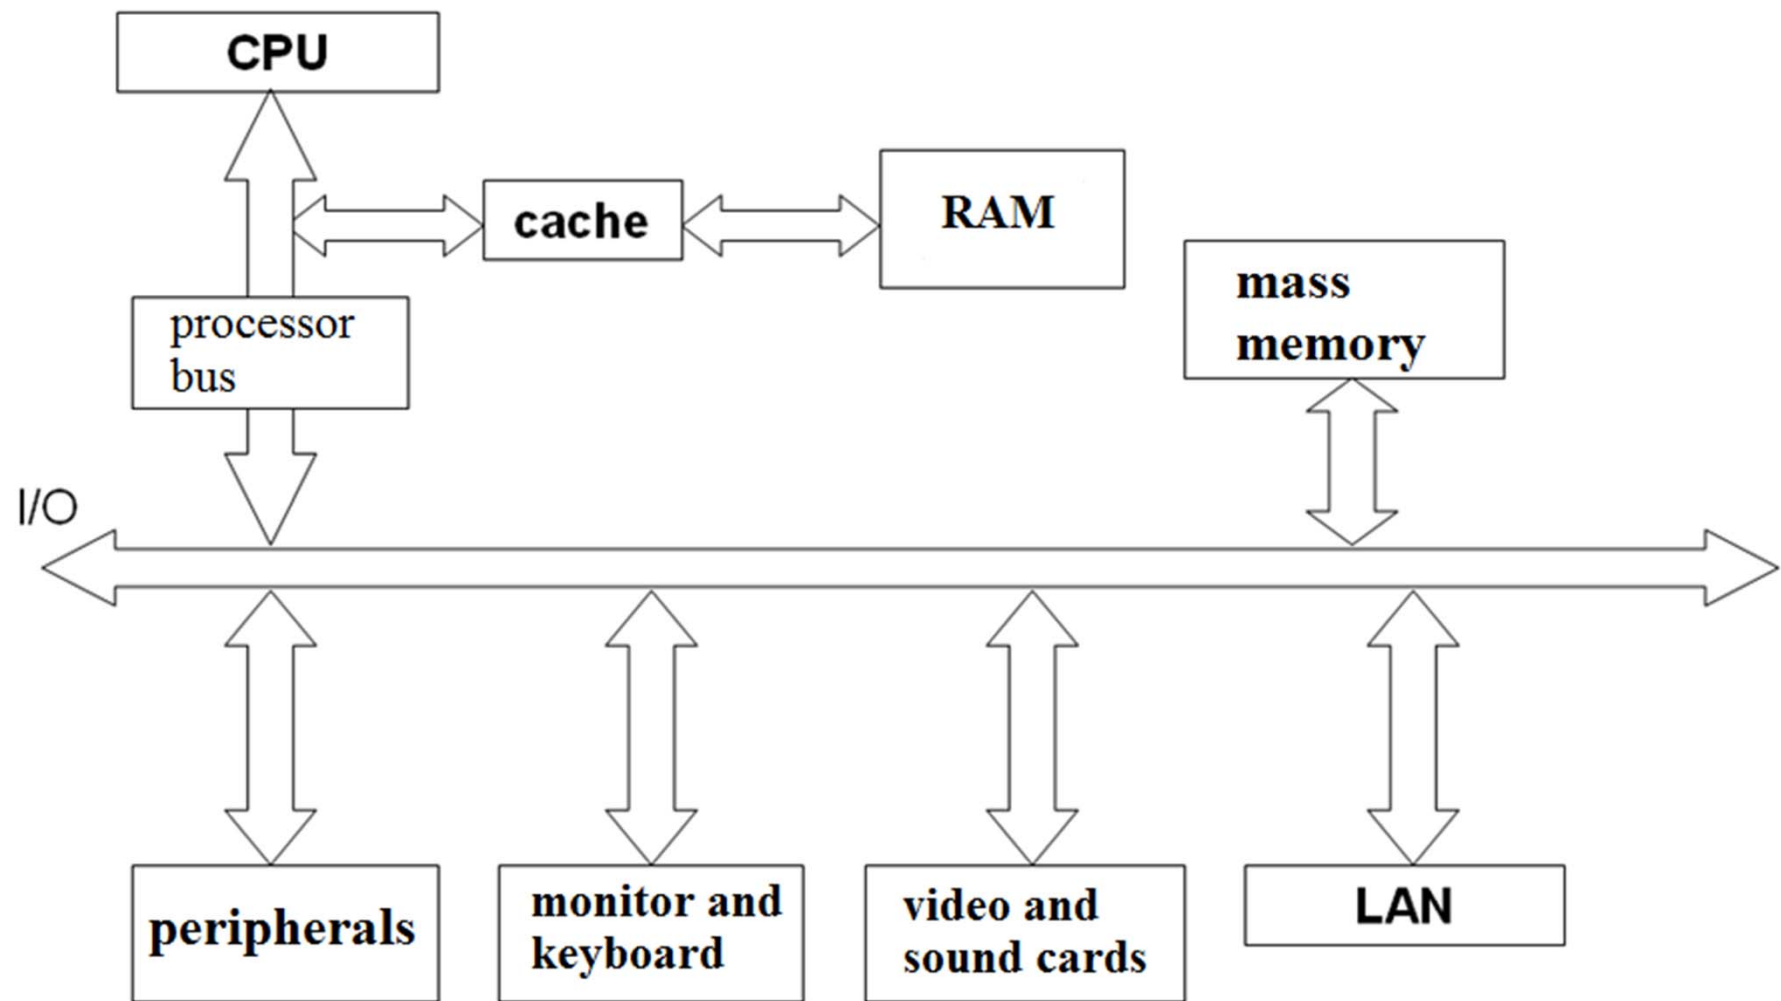 CPU
cache
RAM
mass
memory
processor
bus
I/O
peripherals
monitor and
keyboard
video and
sound cards
LAN